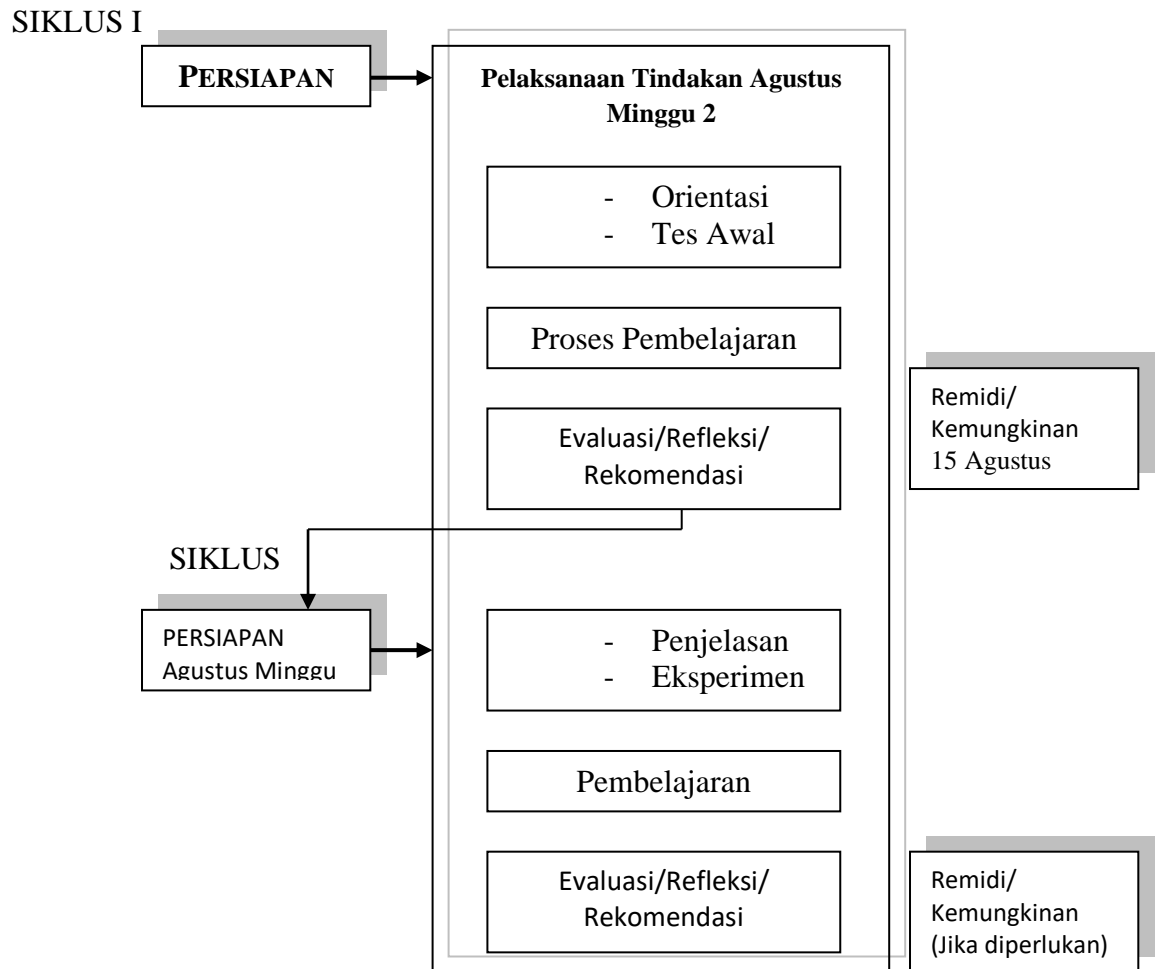 SIKLUS I
PERSIAPAN
Pelaksanaan Tindakan Agustus
Minggu 2
- Orientasi
- Tes Awal
Proses Pembelajaran
Evaluasi/Refleksi/
Rekomendasi
Remidi/
Kemungkinan
15 Agustus
SIKLUS
PERSIAPAN
Agustus Minggu
- Penjelasan
- Eksperimen
Pembelajaran
Evaluasi/Refleksi/
Rekomendasi
Remidi/
Kemungkinan
(Jika diperlukan)